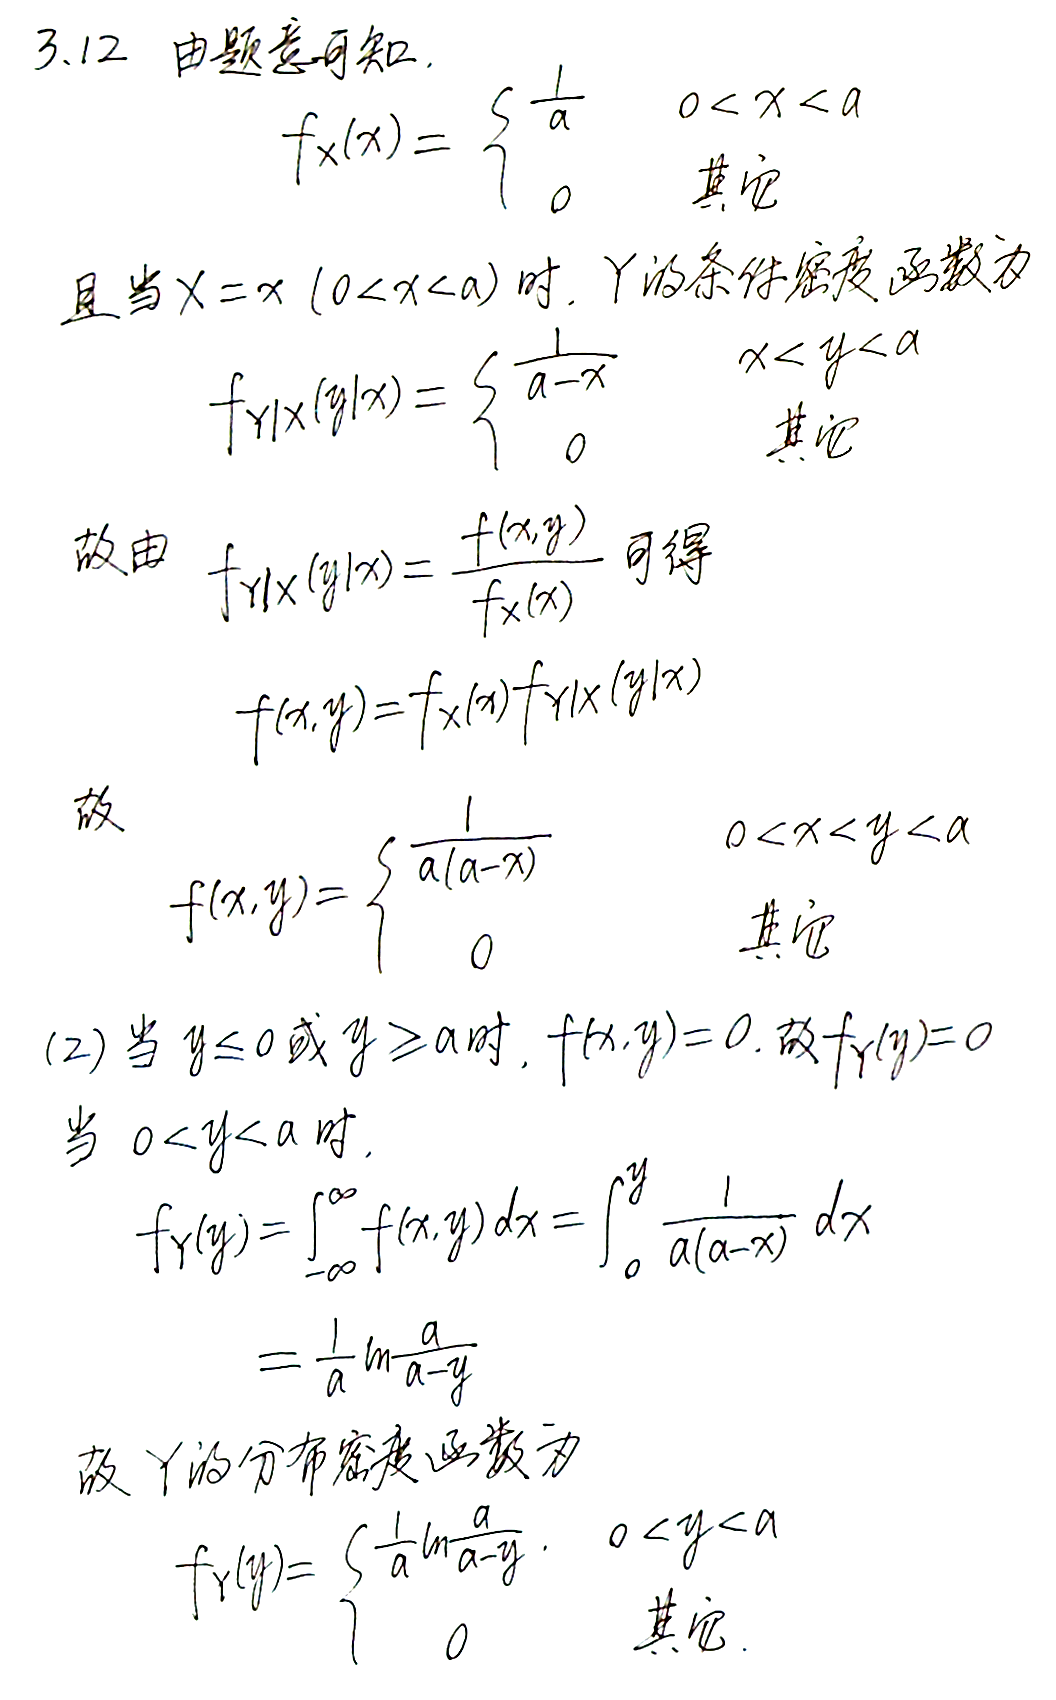 3.12 由题意可知.
f_X(x) = { 1/a 0<x<a
0 其它
且当X=x (0<x<a) 时. Y的条件密度函数为
f_{Y|X}(y|x) = { 1/(a-x) x<y<a
0 其它
故由 f_{Y|X}(y|x) = f(x,y)/f_X(x) 可得
f(x,y)=f_X(x)f_{Y|X}(y|x)
故
f(x,y)= { 1/(a(a-x)) 0<x<y<a
0 其它
(2) 当 y≤0 或 y≥a时, f(x,y)=0. 故f_Y(y)=0
当 0<y<a 时,
f_Y(y)=∫_{-∞}^{∞} f(x,y)dx=∫_0^y 1/(a(a-x)) dx
= 1/a ln a/(a-y)
故 Y的分布密度函数为
f_Y(y)= { 1/a ln a/(a-y). 0<y<a
0 其它.